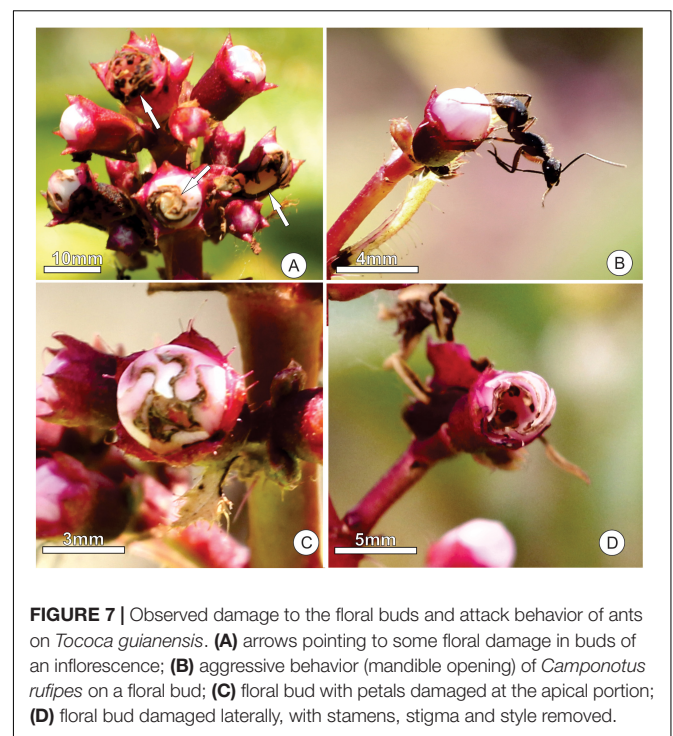 10mm
A
4mm
B
3mm
C
5mm
D
FIGURE 7 | Observed damage to the floral buds and attack behavior of ants
on Tococa guianensis. (A) arrows pointing to some floral damage in buds of
an inflorescence; (B) aggressive behavior (mandible opening) of Camponotus
rufipes on a floral bud; (C) floral bud with petals damaged at the apical portion;
(D) floral bud damaged laterally, with stamens, stigma and style removed.